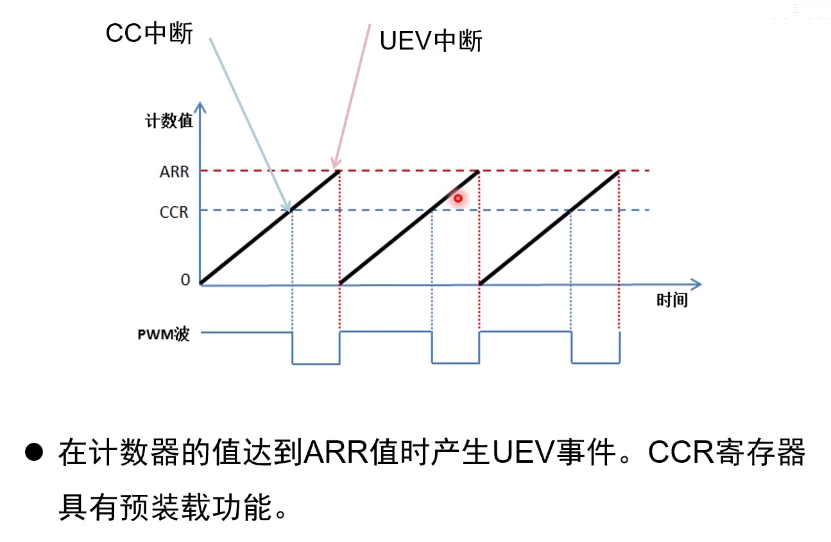 CC中断
UEV中断
计数值
ARR
CCR
0
时间
PWM波
● 在计数器的值达到ARR值时产生UEV事件。CCR寄存器
具有预装载功能。